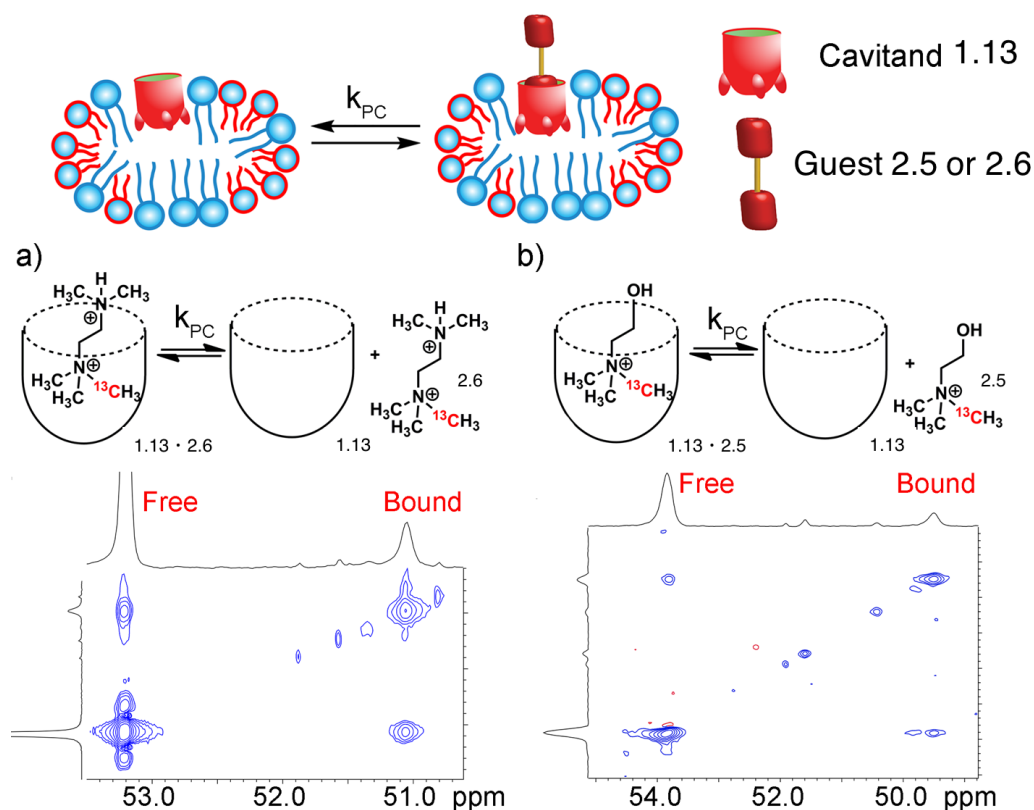 k_PC
Cavitand 1.13
Guest 2.5 or 2.6
a)
H
H₃C N CH₃
⊕
k_PC
N ⊕
H₃C
H₃C ¹³CH₃
1.13 · 2.6
1.13
+
H
H₃C N CH₃
⊕
N ⊕ 2.6
H₃C
H₃C ¹³CH₃
b)
OH
k_PC
N ⊕
H₃C
H₃C ¹³CH₃
1.13 · 2.5
1.13
+
OH
2.5
N ⊕
H₃C
H₃C ¹³CH₃
Free Bound
53.0 52.0 51.0 ppm
Free Bound
54.0 52.0 50.0 ppm